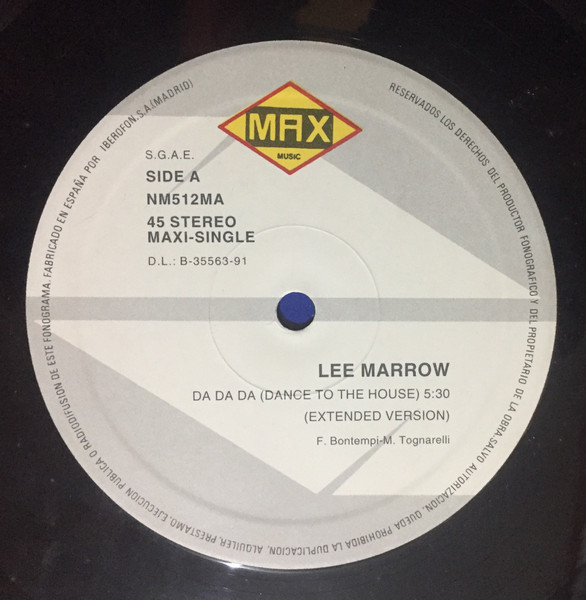 MAX
MUSIC
S.G.A.E.
SIDE A
NM512MA
45 STEREO
MAXI-SINGLE
D.L.: B-35563-91
LEE MARROW
DA DA DA (DANCE TO THE HOUSE) 5:30
(EXTENDED VERSION)
F. Bontempi-M. Tognarelli
RESERVADOS LOS DERECHOS DEL PRODUCTOR FONOGRAFICO Y DEL PROPIETARIO DE LA OBRA-SALVO AUTORIZACION, QUEDA PROHIBIDA LA DUPLICACION, ALQUILER, PRESTAMO, EJECUCION PUBLICA O RADIODIFUSION DE ESTE FONOGRAMA. FABRICADO EN ESPAÑA POR IBEROFON, S.A. (MADRID)